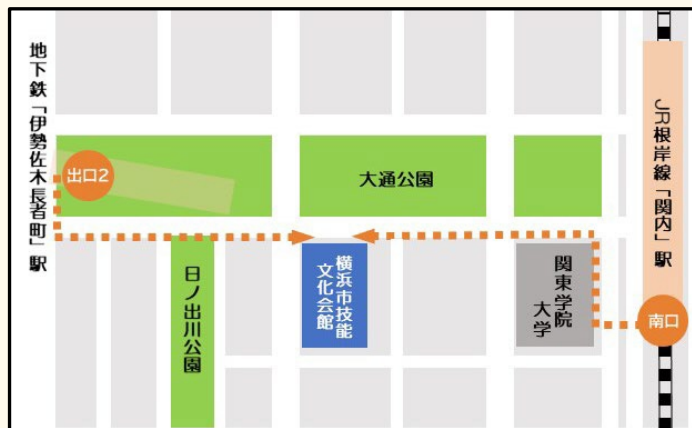 地下鉄「伊勢佐木長者町」駅
出口2
大通公園
JR根岸線「関内」駅
日ノ出川公園
横浜市技能
文化会館
関東学院
大学
南口